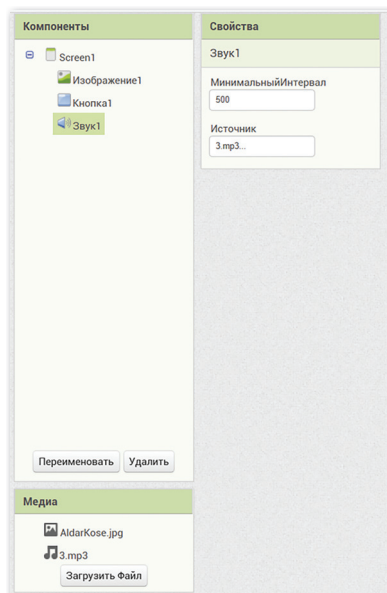 Компоненты
Screen1
Изображение1
Кнопка1
Звук1
Переименовать Удалить
Медиа
AldarKose.jpg
3.mp3
Загрузить Файл
Свойства
Звук1
МинимальныйИнтервал
500
Источник
3.mp3...